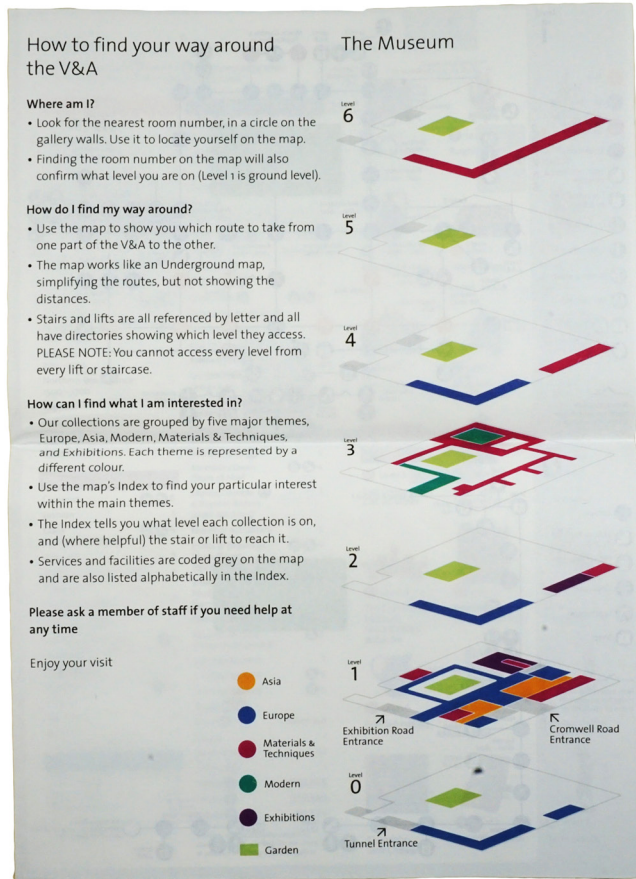 How to find your way around
the V&A
Where am I?
• Look for the nearest room number, in a circle on the
gallery walls. Use it to locate yourself on the map.
• Finding the room number on the map will also
confirm what level you are on (Level 1 is ground level).
How do I find my way around?
• Use the map to show you which route to take from
one part of the V&A to the other.
• The map works like an Underground map,
simplifying the routes, but not showing the
distances.
• Stairs and lifts are all referenced by letter and all
have directories showing which level they access.
PLEASE NOTE: You cannot access every level from
every lift or staircase.
How can I find what I am interested in?
• Our collections are grouped by five major themes,
Europe, Asia, Modern, Materials & Techniques,
and Exhibitions. Each theme is represented by a
different colour.
• Use the map's Index to find your particular interest
within the main themes.
• The Index tells you what level each collection is on,
and (where helpful) the stair or lift to reach it.
• Services and facilities are coded grey on the map
and are also listed alphabetically in the Index.
Please ask a member of staff if you need help at
any time
Enjoy your visit
Asia
Europe
Materials &
Techniques
Modern
Exhibitions
Garden
The Museum
Level
6
Level
5
Level
4
Level
3
Level
2
Level
1
Exhibition Road
Entrance
Cromwell Road
Entrance
Level
0
Tunnel Entrance